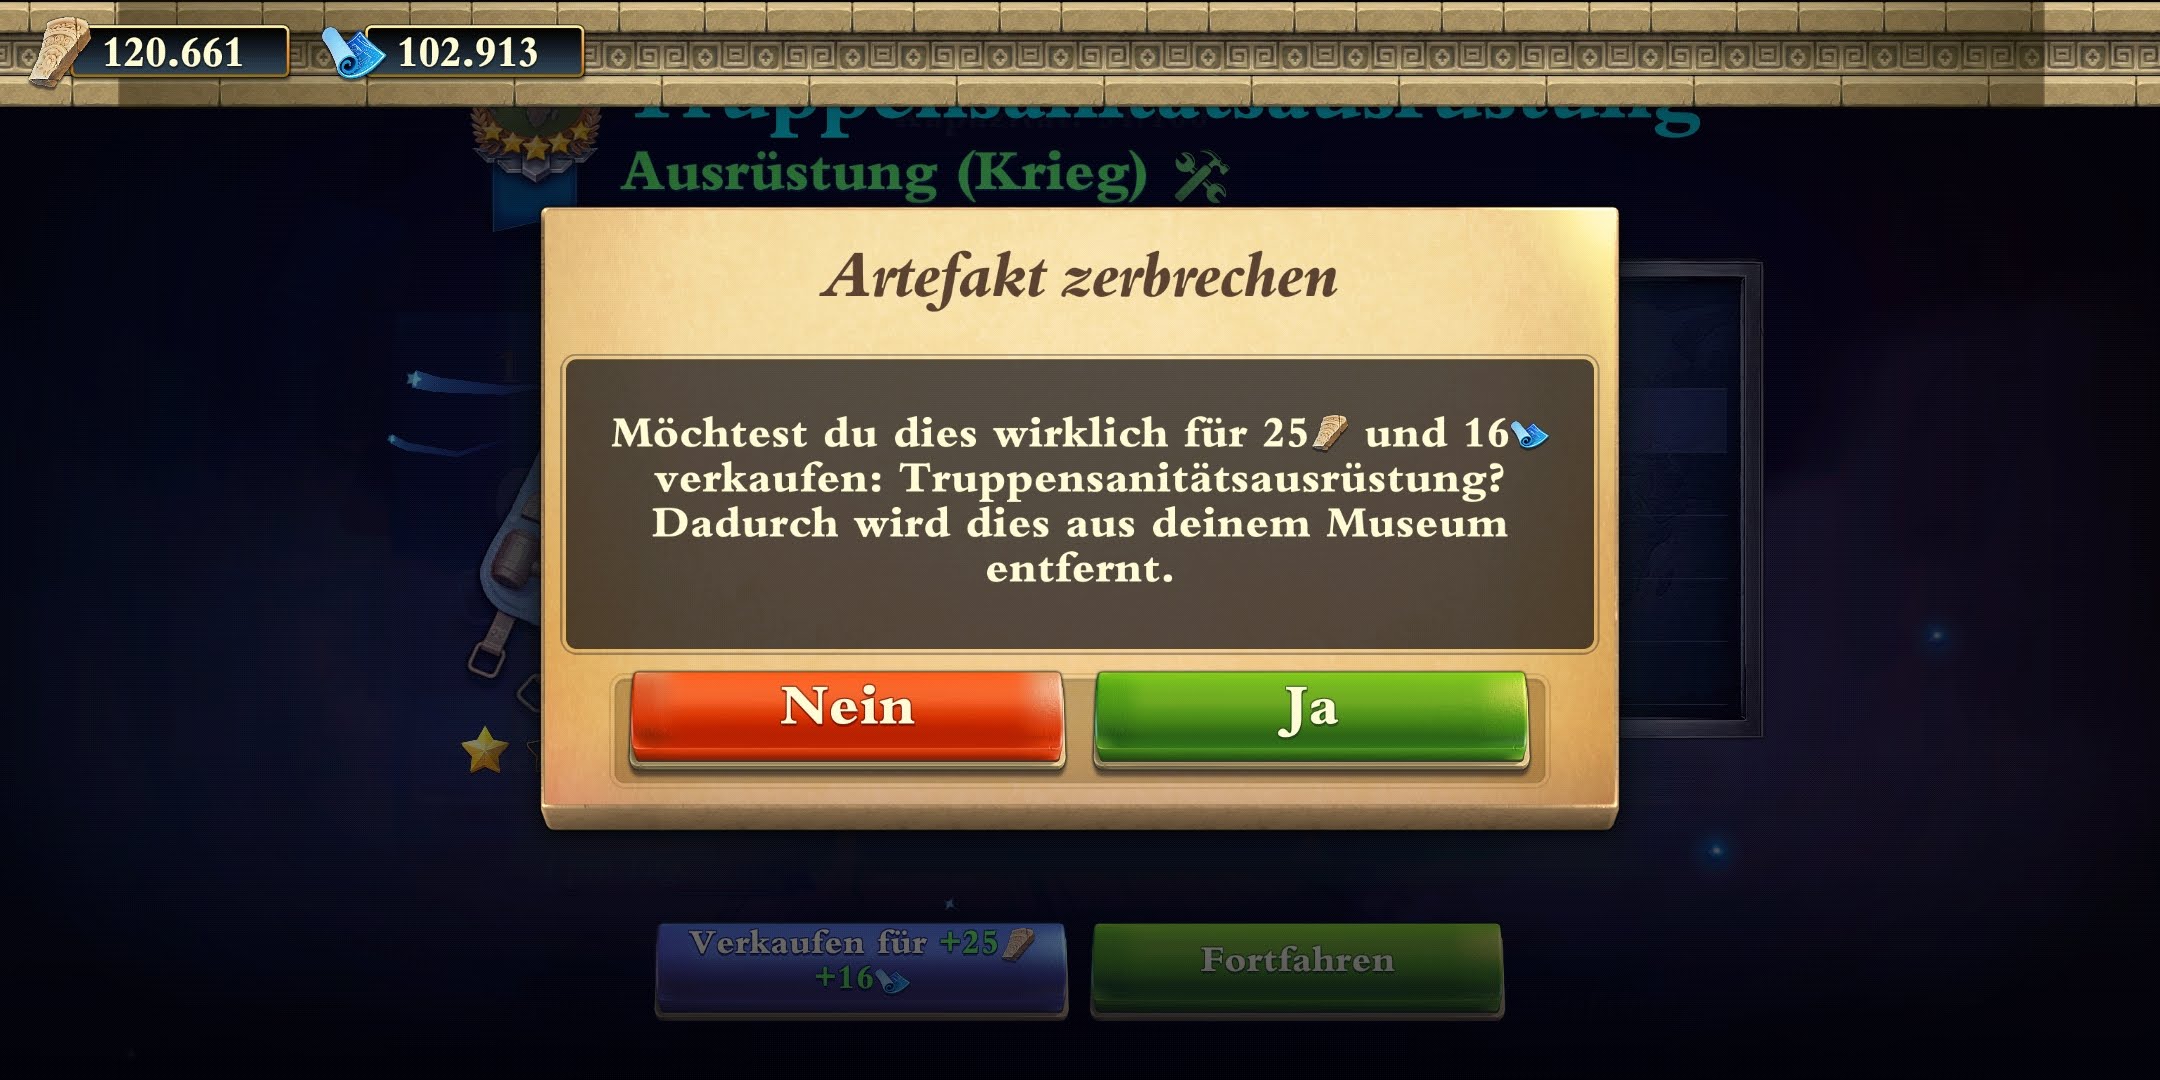 120.661
102.913
Truppensanitätsausrüstung
Ausrüstung (Krieg)
Artefakt zerbrechen
Möchtest du dies wirklich für 25 und 16
verkaufen: Truppensanitätsausrüstung?
Dadurch wird dies aus deinem Museum
entfernt.
Nein
Ja
Verkaufen für +25
+16
Fortfahren